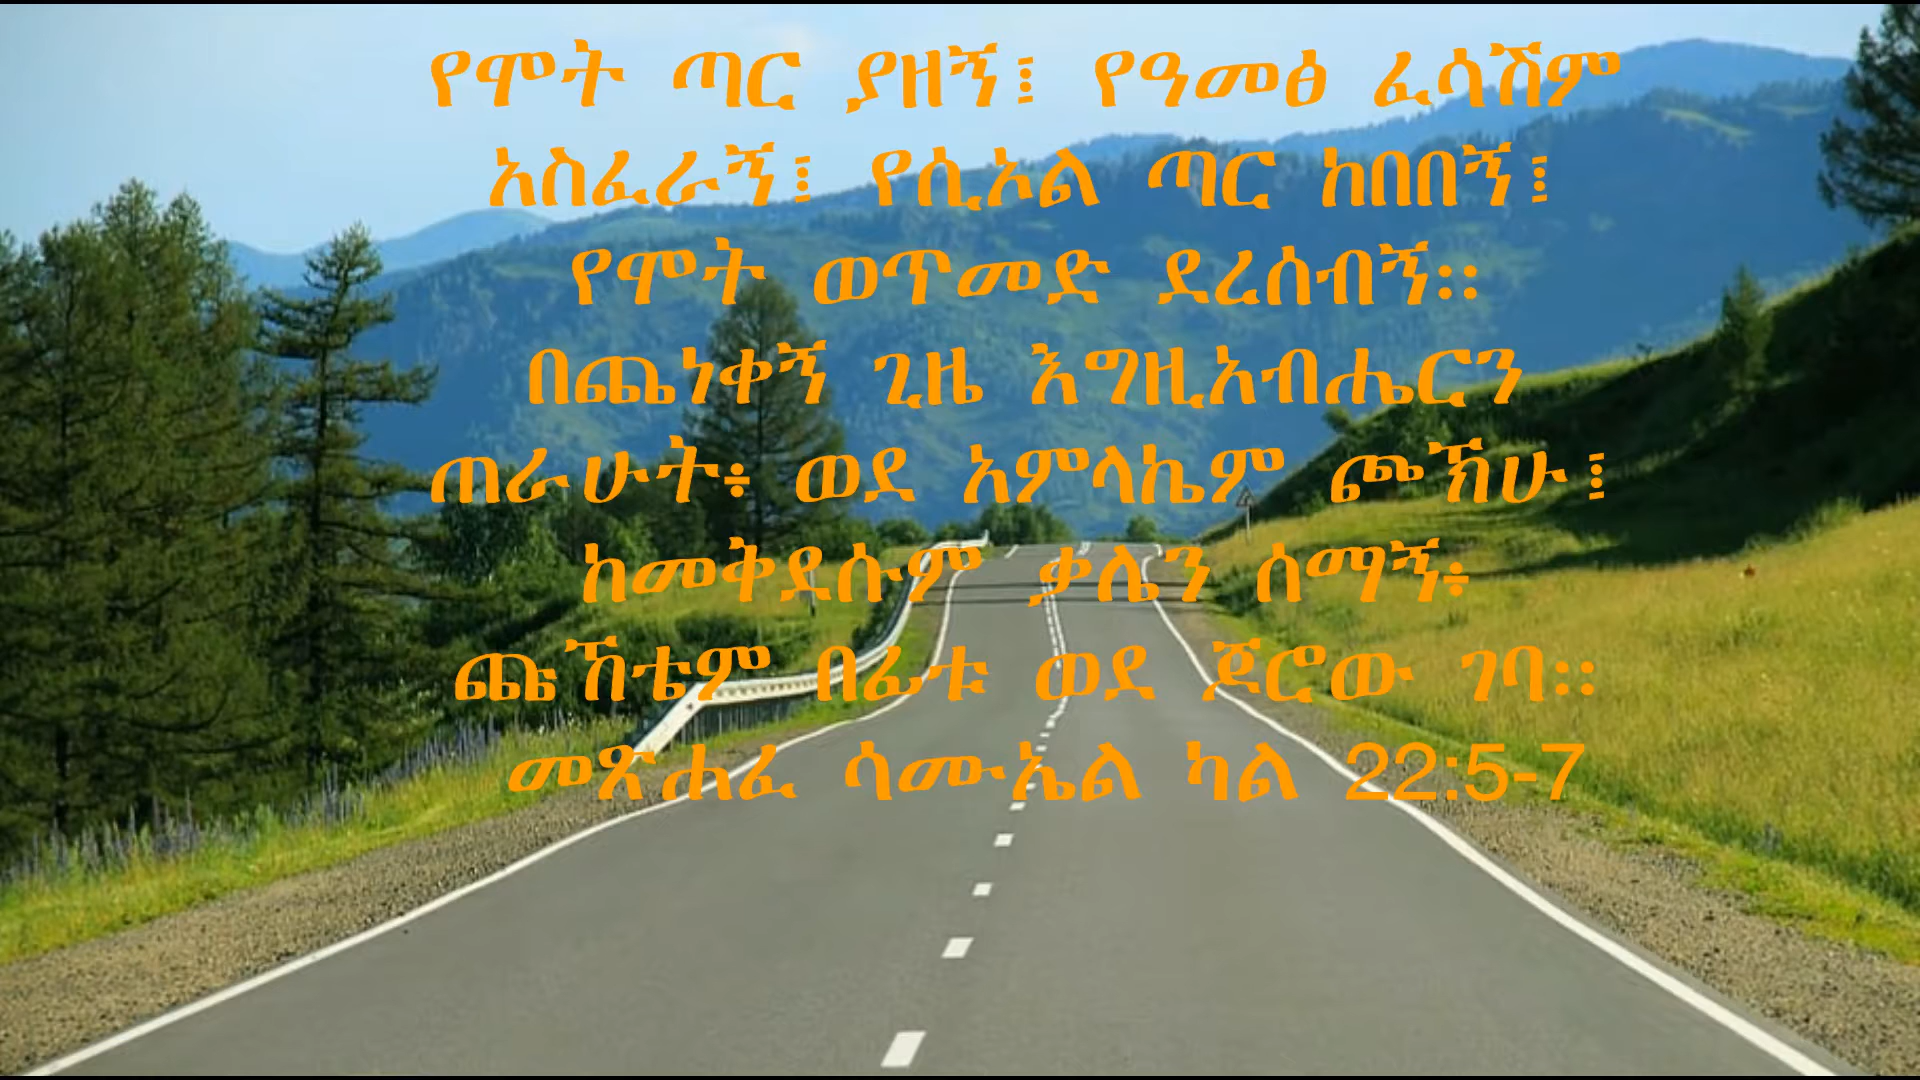 የሞት ጣር ያዘኝ፤ የዓመፅ ፈሳሽም
አስፈራኝ፤ የሲኦል ጣር ከበበኝ፤
የሞት ወጥመድ ደረሰብኝ፡፡
በጨነቀኝ ጊዜ እግዚአብሔርን
ጠራሁት፥ ወደ አምላኬም ጮኽሁ፤
ከመቅደሱም ቃሌን ሰማኝ፥
ጩኸቴም በፊቱ ወደ ጆሮው ገባ፡፡
መጽሐፈ ሳሙኤል ካል 22:5-7